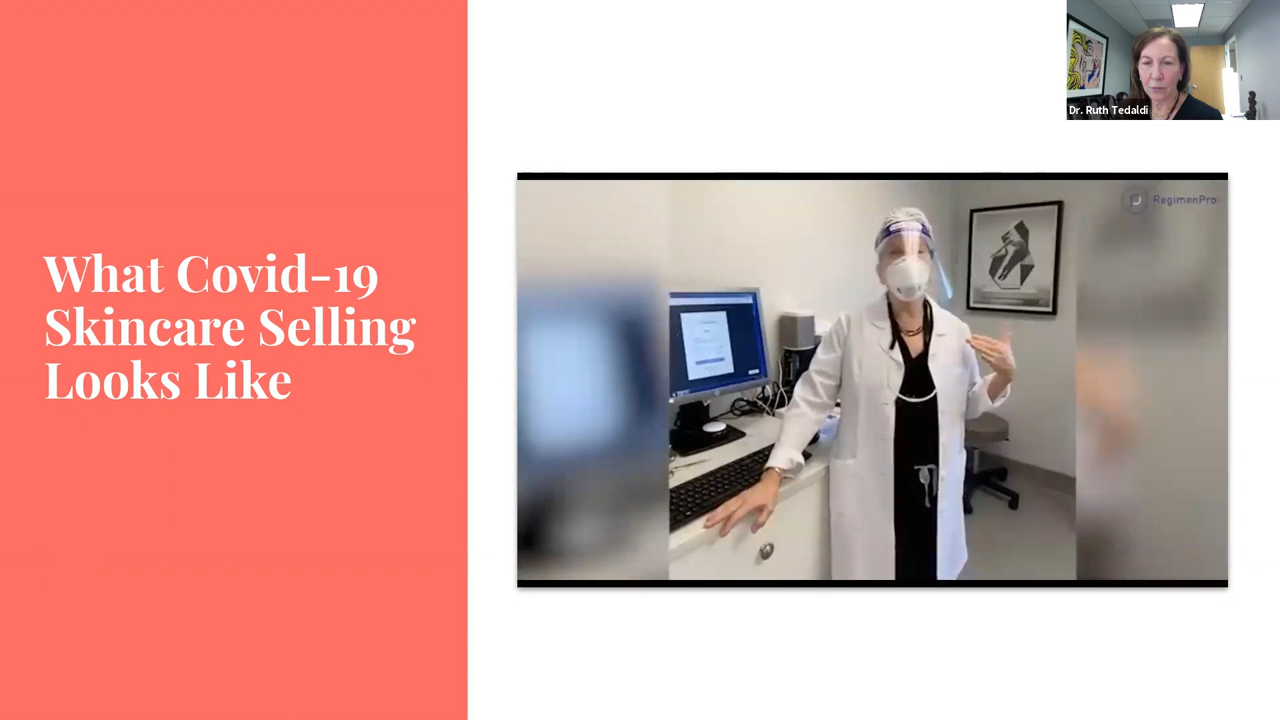 What Covid-19
Skincare Selling
Looks Like
Dr. Ruth Tedaldi
RegimenPro